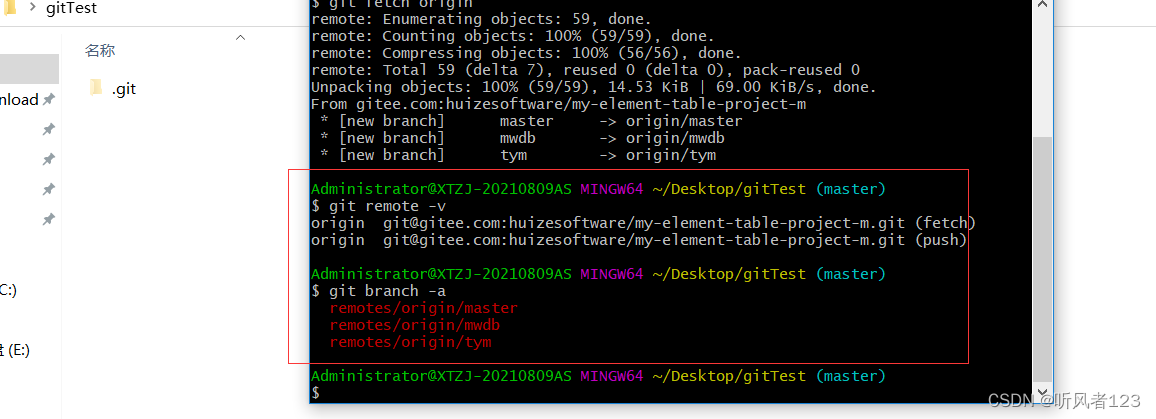 gitTest
名称
.git
nload
C:)
(E:)
$ git fetch origin
remote: Enumerating objects: 59, done.
remote: Counting objects: 100% (59/59), done.
remote: Compressing objects: 100% (56/56), done.
remote: Total 59 (delta 7), reused 0 (delta 0), pack-reused 0
Unpacking objects: 100% (59/59), 14.53 KiB | 69.00 KiB/s, done.
From gitee.com:huizesoftware/my-element-table-project-m
 * [new branch]      master     -> origin/master
 * [new branch]      mwdb       -> origin/mwdb
 * [new branch]      tym        -> origin/tym
Administrator@XTZJ-20210809AS MINGW64 ~/Desktop/gitTest (master)
$ git remote -v
origin  git@gitee.com:huizesoftware/my-element-table-project-m.git (fetch)
origin  git@gitee.com:huizesoftware/my-element-table-project-m.git (push)
Administrator@XTZJ-20210809AS MINGW64 ~/Desktop/gitTest (master)
$ git branch -a
  remotes/origin/master
  remotes/origin/mwdb
  remotes/origin/tym
Administrator@XTZJ-20210809AS MINGW64 ~/Desktop/gitTest (master)
$
CSDN @听风者123